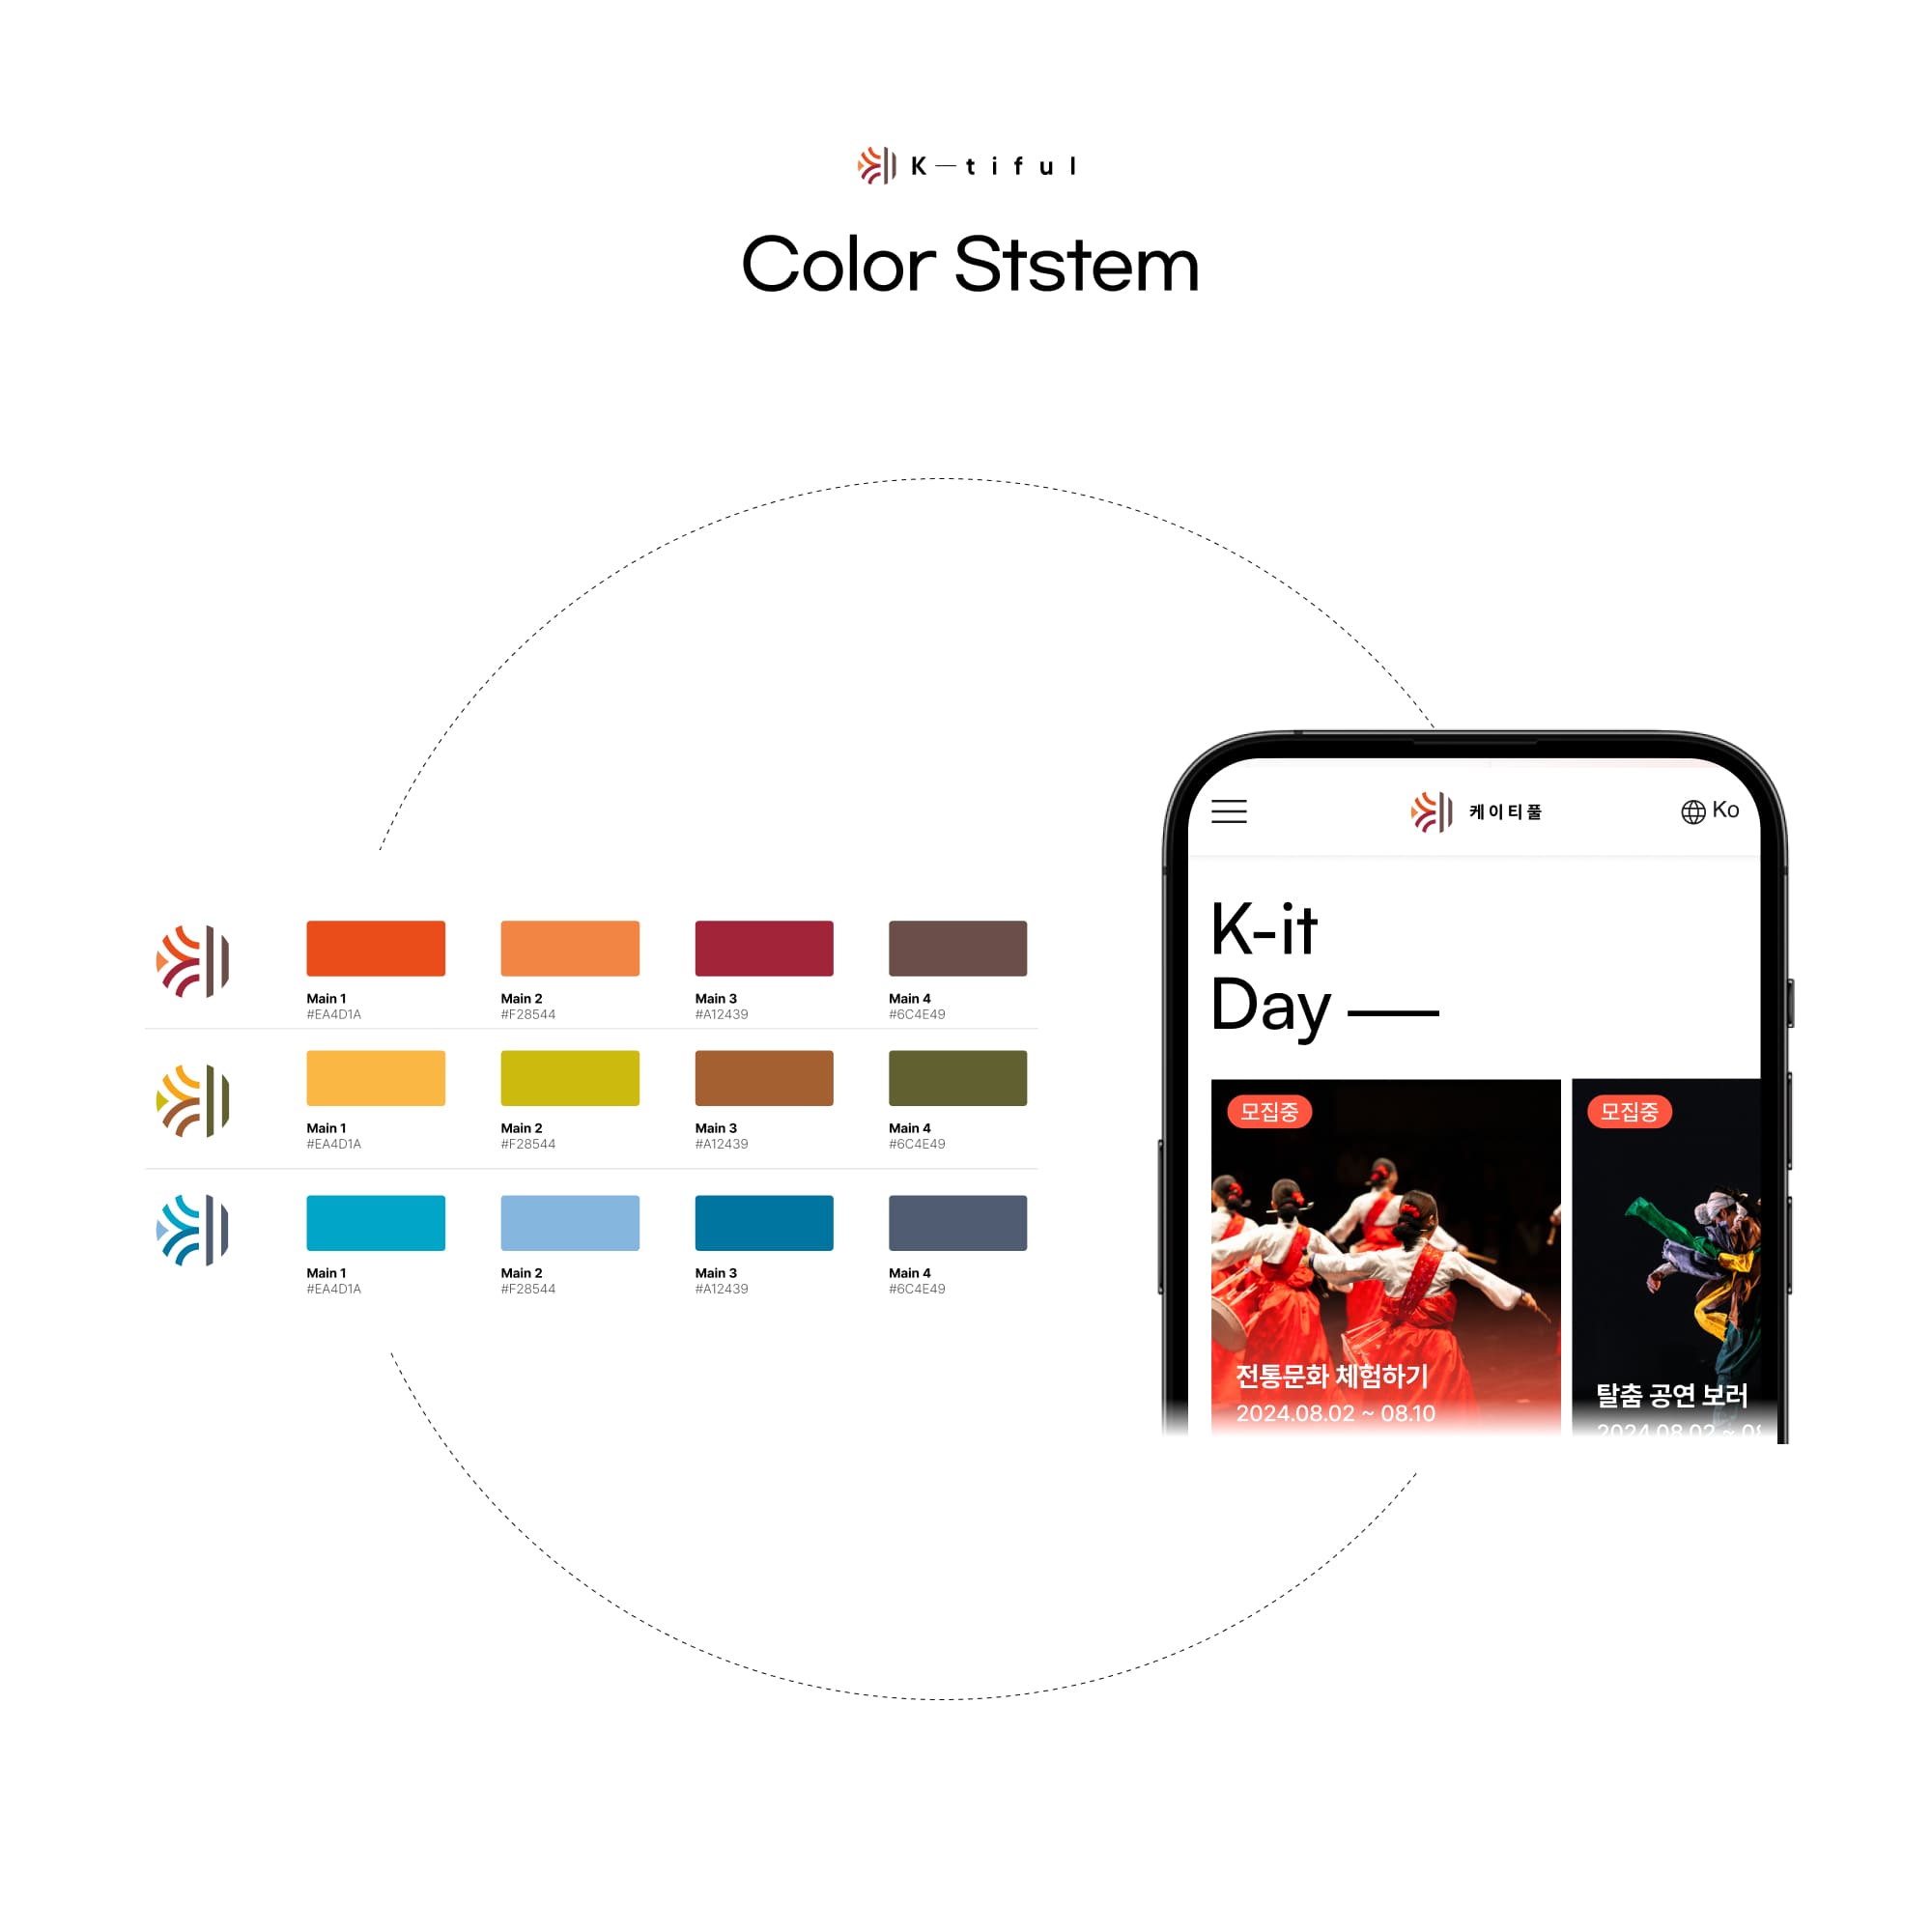 K—tiful
Color Ststem
Main 1 Main 2 Main 3 Main 4
#EA4D1A #F28544 #A12439 #6C4E49
Main 1 Main 2 Main 3 Main 4
#EA4D1A #F28544 #A12439 #6C4E49
Main 1 Main 2 Main 3 Main 4
#EA4D1A #F28544 #A12439 #6C4E49
케이티풀 Ko
K-it
Day —
모집중
전통문화 체험하기
2024.08.02 ~ 08.10
모집중
탈춤 공연 보러
2024.08.02 ~